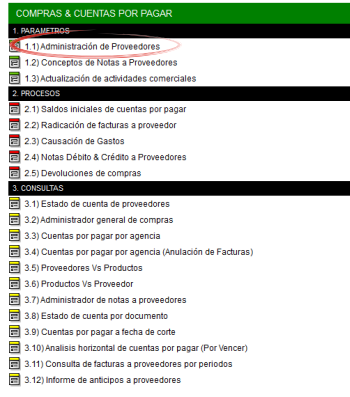 COMPRAS & CUENTAS POR PAGAR
1. PARAMETROS
1.1) Administración de Proveedores
1.2) Conceptos de Notas a Proveedores
1.3) Actualización de actividades comerciales
2. PROCESOS
2.1) Saldos iniciales de cuentas por pagar
2.2) Radicación de facturas a proveedor
2.3) Causación de Gastos
2.4) Notas Débito & Crédito a Proveedores
2.5) Devoluciones de compras
3. CONSULTAS
3.1) Estado de cuenta de proveedores
3.2) Administrador general de compras
3.3) Cuentas por pagar por agencia
3.4) Cuentas por pagar por agencia (Anulación de Facturas)
3.5) Proveedores Vs Productos
3.6) Productos Vs Proveedor
3.7) Administrador de notas a proveedores
3.8) Estado de cuenta por documento
3.9) Cuentas por pagar a fecha de corte
3.10) Analisis horizontal de cuentas por pagar (Por Vencer)
3.11) Consulta de facturas a proveedores por periodos
3.12) Informe de anticipos a proveedores